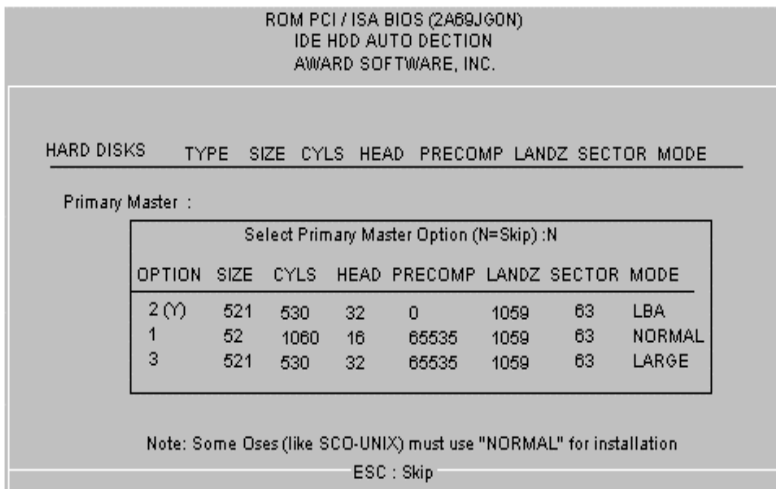 ROM PCI / ISA BIOS (2A69JG0N)
IDE HDD AUTO DECTION
AWARD SOFTWARE, INC.
HARD DISKS TYPE SIZE CYLS HEAD PRECOMP LANDZ SECTOR MODE
Primary Master :
Select Primary Master Option (N=Skip) :N
OPTION SIZE CYLS HEAD PRECOMP LANDZ SECTOR MODE
2 (Y) 521 530 32 0 1059 63 LBA
1 52 1060 16 65535 1059 63 NORMAL
3 521 530 32 65535 1059 63 LARGE
Note: Some Oses (like SCO-UNIX) must use "NORMAL" for installation
ESC : Skip